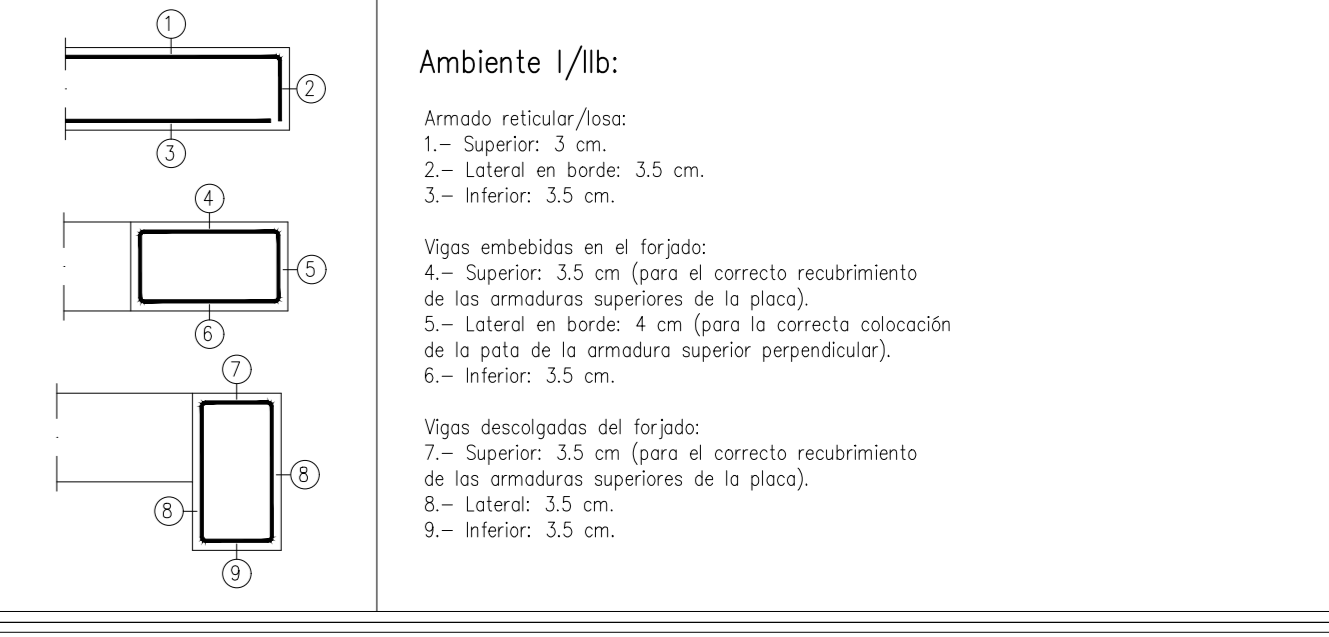 1
2
3
4
5
6
7
8
8
9
Ambiente I/IIb:
Armado reticular/losa:
1.- Superior: 3 cm.
2.- Lateral en borde: 3.5 cm.
3.- Inferior: 3.5 cm.
Vigas embebidas en el forjado:
4.- Superior: 3.5 cm (para el correcto recubrimiento
de las armaduras superiores de la placa).
5.- Lateral en borde: 4 cm (para la correcta colocación
de la pata de la armadura superior perpendicular).
6.- Inferior: 3.5 cm.
Vigas descolgadas del forjado:
7.- Superior: 3.5 cm (para el correcto recubrimiento
de las armaduras superiores de la placa).
8.- Lateral: 3.5 cm.
9.- Inferior: 3.5 cm.